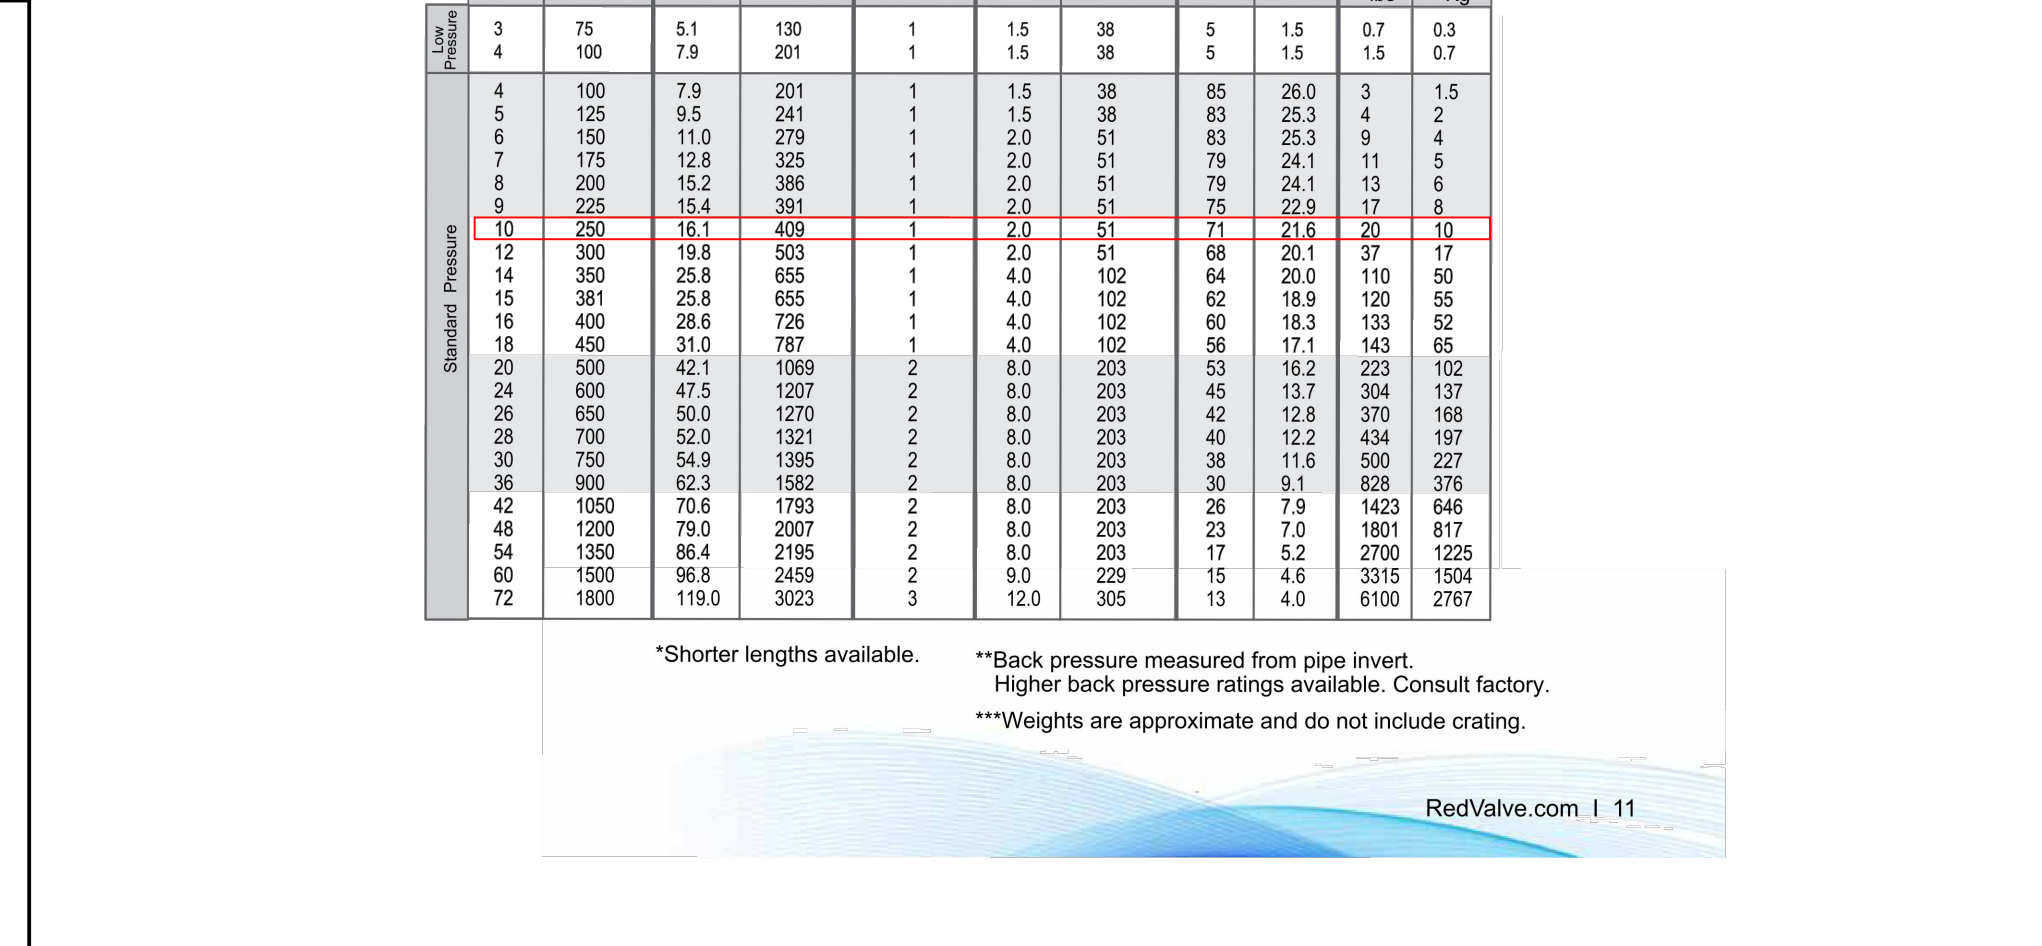 Low
Pressure
3 75 5.1 130 1 1.5 38 5 1.5 0.7 0.3
4 100 7.9 201 1 1.5 38 5 1.5 1.5 0.7
Standard Pressure
4 100 7.9 201 1 1.5 38 85 26.0 3 1.5
5 125 9.5 241 1 1.5 38 83 25.3 4 2
6 150 11.0 279 1 2.0 51 83 25.3 9 4
7 175 12.8 325 1 2.0 51 79 24.1 11 5
8 200 15.2 386 1 2.0 51 79 24.1 13 6
9 225 15.4 391 1 2.0 51 75 22.9 17 8
10 250 16.1 409 1 2.0 51 71 21.6 20 10
12 300 19.8 503 1 2.0 51 68 20.1 37 17
14 350 25.8 655 1 4.0 102 64 20.0 110 50
15 381 25.8 655 1 4.0 102 62 18.9 120 55
16 400 28.6 726 1 4.0 102 60 18.3 133 52
18 450 31.0 787 1 4.0 102 56 17.1 143 65
20 500 42.1 1069 2 8.0 203 53 16.2 223 102
24 600 47.5 1207 2 8.0 203 45 13.7 304 137
26 650 50.0 1270 2 8.0 203 42 12.8 370 168
28 700 52.0 1321 2 8.0 203 40 12.2 434 197
30 750 54.9 1395 2 8.0 203 38 11.6 500 227
36 900 62.3 1582 2 8.0 203 30 9.1 828 376
42 1050 70.6 1793 2 8.0 203 26 7.9 1423 646
48 1200 79.0 2007 2 8.0 203 23 7.0 1801 817
54 1350 86.4 2195 2 8.0 203 17 5.2 2700 1225
60 1500 96.8 2459 2 9.0 229 15 4.6 3315 1504
72 1800 119.0 3023 3 12.0 305 13 4.0 6100 2767
*Shorter lengths available.
**Back pressure measured from pipe invert.
Higher back pressure ratings available. Consult factory.
***Weights are approximate and do not include crating.
RedValve.com I 11